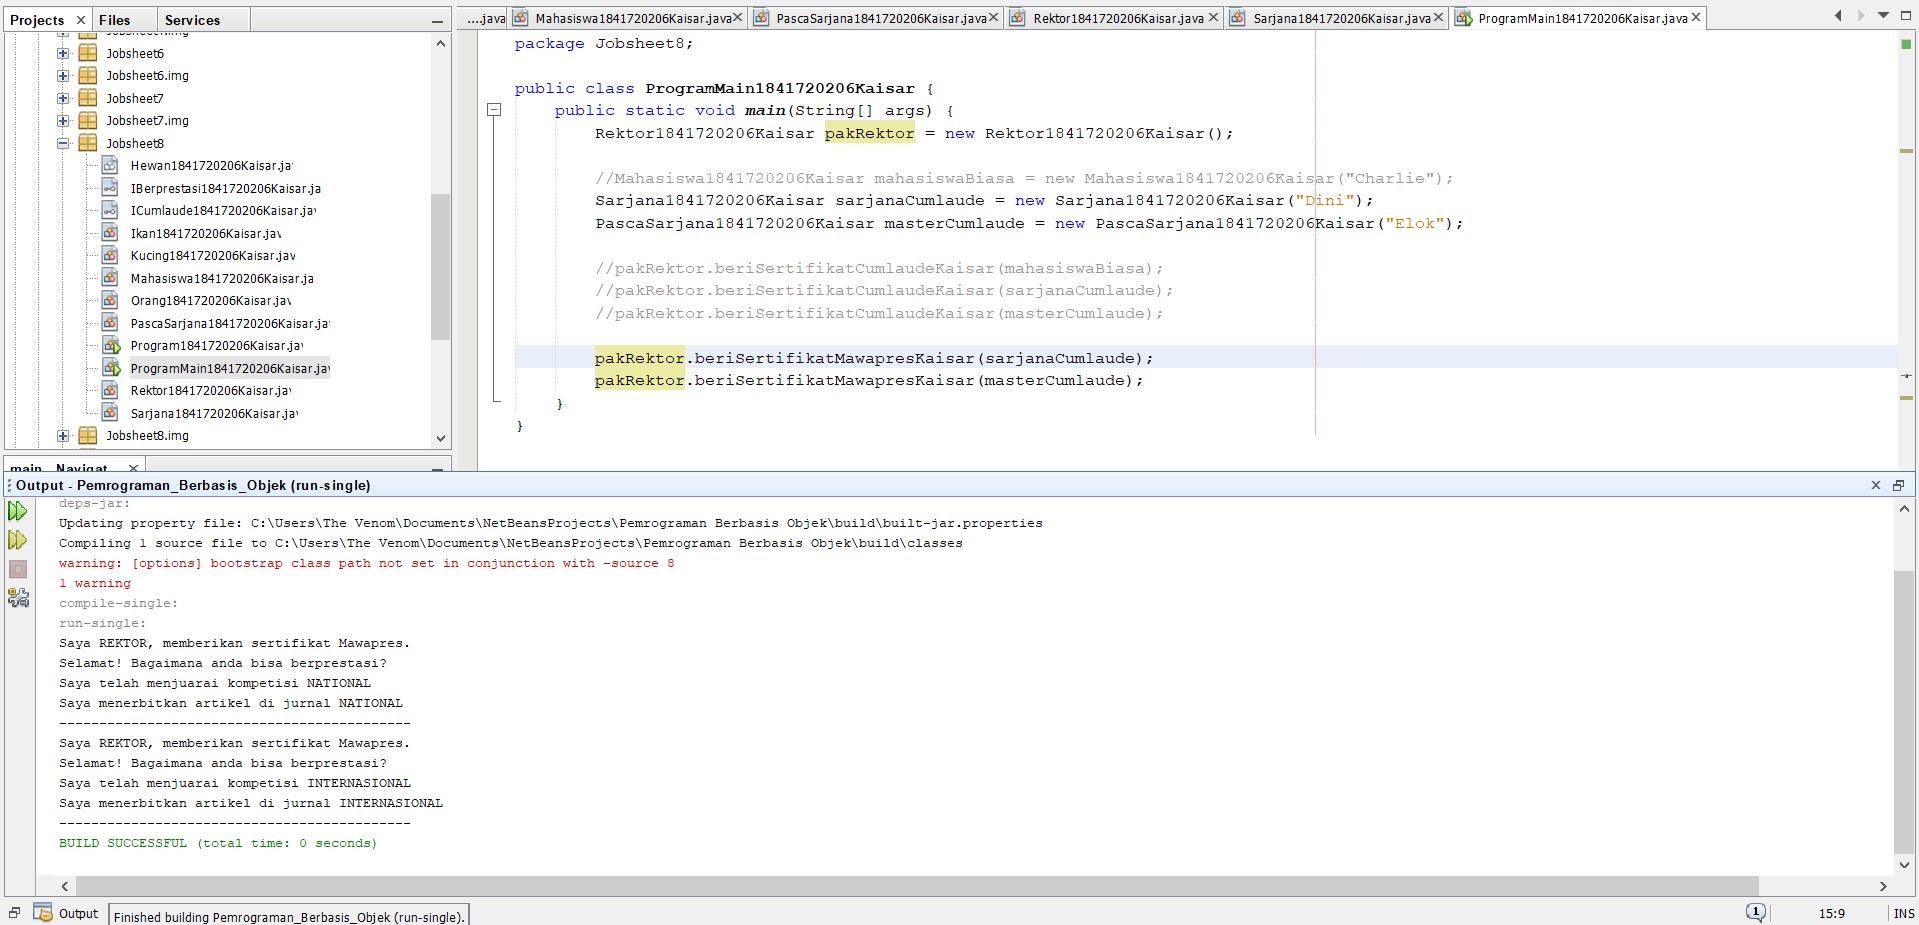 Projects
Files
Services
Jobsheet6
Jobsheet6.img
Jobsheet7
Jobsheet7.img
Jobsheet8
Hewan1841720206Kaisar.ja
IBerprestasi1841720206Kaisar.ja
ICumlaude1841720206Kaisar.ja
Ikan1841720206Kaisar.jav
Kucing1841720206Kaisar.jav
Mahasiswa1841720206Kaisar.ja
Orang1841720206Kaisar.jav
PascaSarjana1841720206Kaisar.ja
Program1841720206Kaisar.jav
ProgramMain1841720206Kaisar.jav
Rektor1841720206Kaisar.jav
Sarjana1841720206Kaisar.jav
Jobsheet8.img
main
Navigat
....java
Mahasiswa1841720206Kaisar.java
PascaSarjana1841720206Kaisar.java
Rektor1841720206Kaisar.java
Sarjana1841720206Kaisar.java
ProgramMain1841720206Kaisar.java
package Jobsheet8;
public class ProgramMain1841720206Kaisar {
public static void main(String[] args) {
Rektor1841720206Kaisar pakRektor = new Rektor1841720206Kaisar();
//Mahasiswa1841720206Kaisar mahasiswaBiasa = new Mahasiswa1841720206Kaisar("Charlie");
Sarjana1841720206Kaisar sarjanaCumlaude = new Sarjana1841720206Kaisar("Dini");
PascaSarjana1841720206Kaisar masterCumlaude = new PascaSarjana1841720206Kaisar("Elok");
//pakRektor.beriSertifikatCumlaudeKaisar(mahasiswaBiasa);
//pakRektor.beriSertifikatCumlaudeKaisar(sarjanaCumlaude);
//pakRektor.beriSertifikatCumlaudeKaisar(masterCumlaude);
pakRektor.beriSertifikatMawapresKaisar(sarjanaCumlaude);
pakRektor.beriSertifikatMawapresKaisar(masterCumlaude);
}
}
Output - Pemrograman_Berbasis_Objek (run-single)
deps-jar:
Updating property file: C:\Users\The Venom\Documents\NetBeansProjects\Pemrograman Berbasis Objek\build\built-jar.properties
Compiling 1 source file to C:\Users\The Venom\Documents\NetBeansProjects\Pemrograman Berbasis Objek\build\classes
warning: [options] bootstrap class path not set in conjunction with -source 8
1 warning
compile-single:
run-single:
Saya REKTOR, memberikan sertifikat Mawapres.
Selamat! Bagaimana anda bisa berprestasi?
Saya telah menjuarai kompetisi NATIONAL
Saya menerbitkan artikel di jurnal NATIONAL
--------------------------------------------
Saya REKTOR, memberikan sertifikat Mawapres.
Selamat! Bagaimana anda bisa berprestasi?
Saya telah menjuarai kompetisi INTERNASIONAL
Saya menerbitkan artikel di jurnal INTERNASIONAL
--------------------------------------------
BUILD SUCCESSFUL (total time: 0 seconds)
Output
Finished building Pemrograman_Berbasis_Objek (run-single).
1
15:9
INS